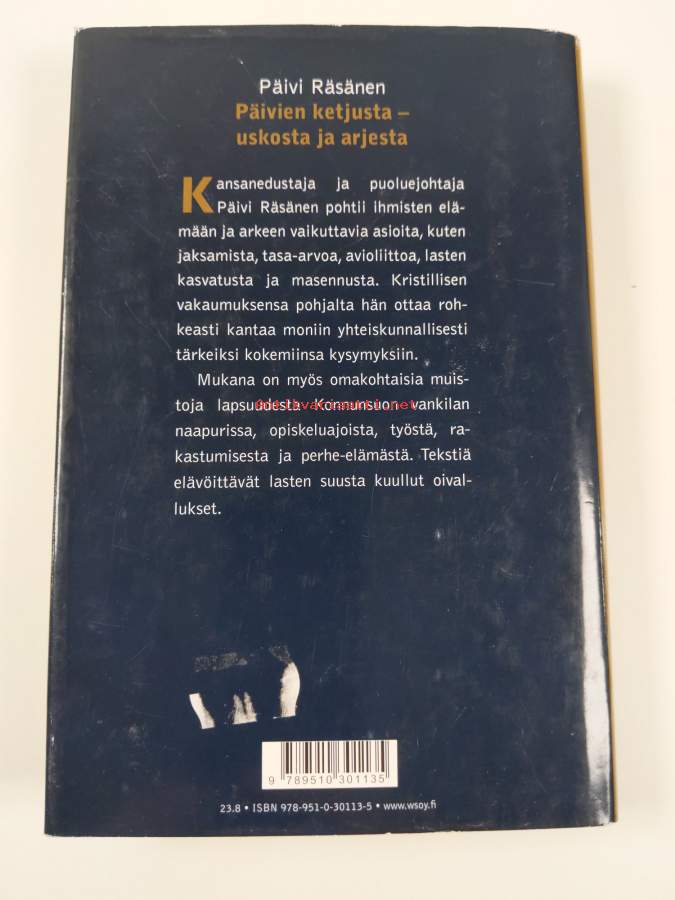 Päivi Räsänen
Päivien ketjusta –
uskosta ja arjesta
Kansanedustaja ja puoluejohtaja
Päivi Räsänen pohtii ihmisten elä-
mään ja arkeen vaikuttavia asioita, kuten
jaksamista, tasa-arvoa, avioliittoa, lasten
kasvatusta ja masennusta. Kristillisen
vakaumuksensa pohjalta hän ottaa roh-
keasti kantaa moniin yhteiskunnallisesti
tärkeiksi kokemiinsa kysymyksiin.
Mukana on myös omakohtaisia muis-
toja lapsuudesta Konnunsuon vankilan
naapurissa, opiskeluajoista, työstä, ra-
kastumisesta ja perhe-elämästä. Tekstiä
elävöittävät lasten suusta kuullut oival-
lukset.
9 789510 301135
23.8 • ISBN 978-951-0-30113-5 • www.wsoy.fi